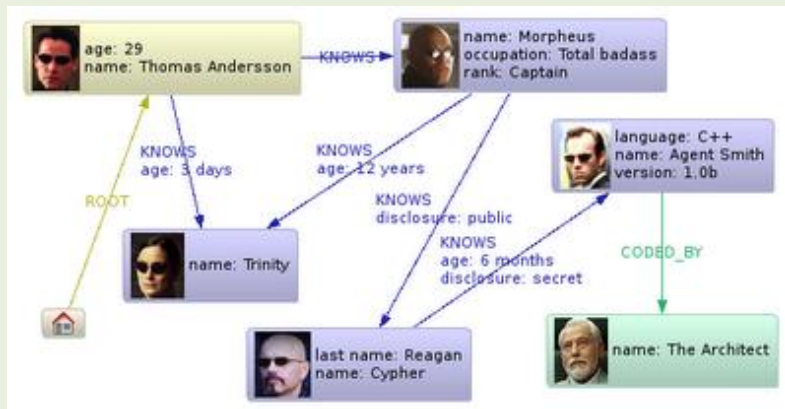 age: 29
name: Thomas Andersson
KNOWS
name: Morpheus
occupation: Total badass
rank: Captain
KNOWS
age: 3 days
KNOWS
age: 12 years
language: C++
name: Agent Smith
version: 1.0b
ROOT
KNOWS
disclosure: public
name: Trinity
KNOWS
age: 6 months
disclosure: secret
CODED_BY
last name: Reagan
name: Cypher
name: The Architect